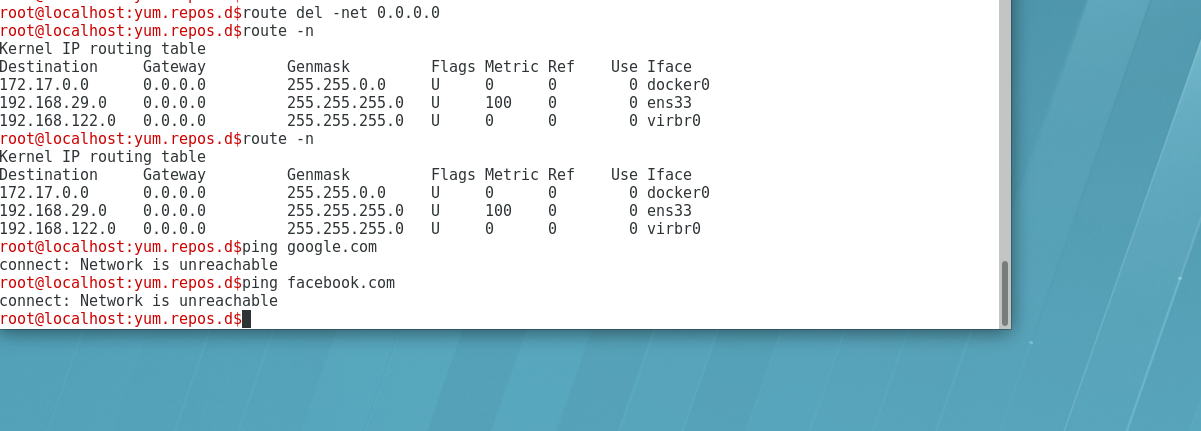 root@localhost:yum.repos.d$route del -net 0.0.0.0
root@localhost:yum.repos.d$route -n
Kernel IP routing table
Destination     Gateway         Genmask         Flags Metric Ref    Use Iface
172.17.0.0      0.0.0.0         255.255.0.0     U     0      0        0 docker0
192.168.29.0    0.0.0.0         255.255.255.0   U     100    0        0 ens33
192.168.122.0   0.0.0.0         255.255.255.0   U     0      0        0 virbr0
root@localhost:yum.repos.d$route -n
Kernel IP routing table
Destination     Gateway         Genmask         Flags Metric Ref    Use Iface
172.17.0.0      0.0.0.0         255.255.0.0     U     0      0        0 docker0
192.168.29.0    0.0.0.0         255.255.255.0   U     100    0        0 ens33
192.168.122.0   0.0.0.0         255.255.255.0   U     0      0        0 virbr0
root@localhost:yum.repos.d$ping google.com
connect: Network is unreachable
root@localhost:yum.repos.d$ping facebook.com
connect: Network is unreachable
root@localhost:yum.repos.d$